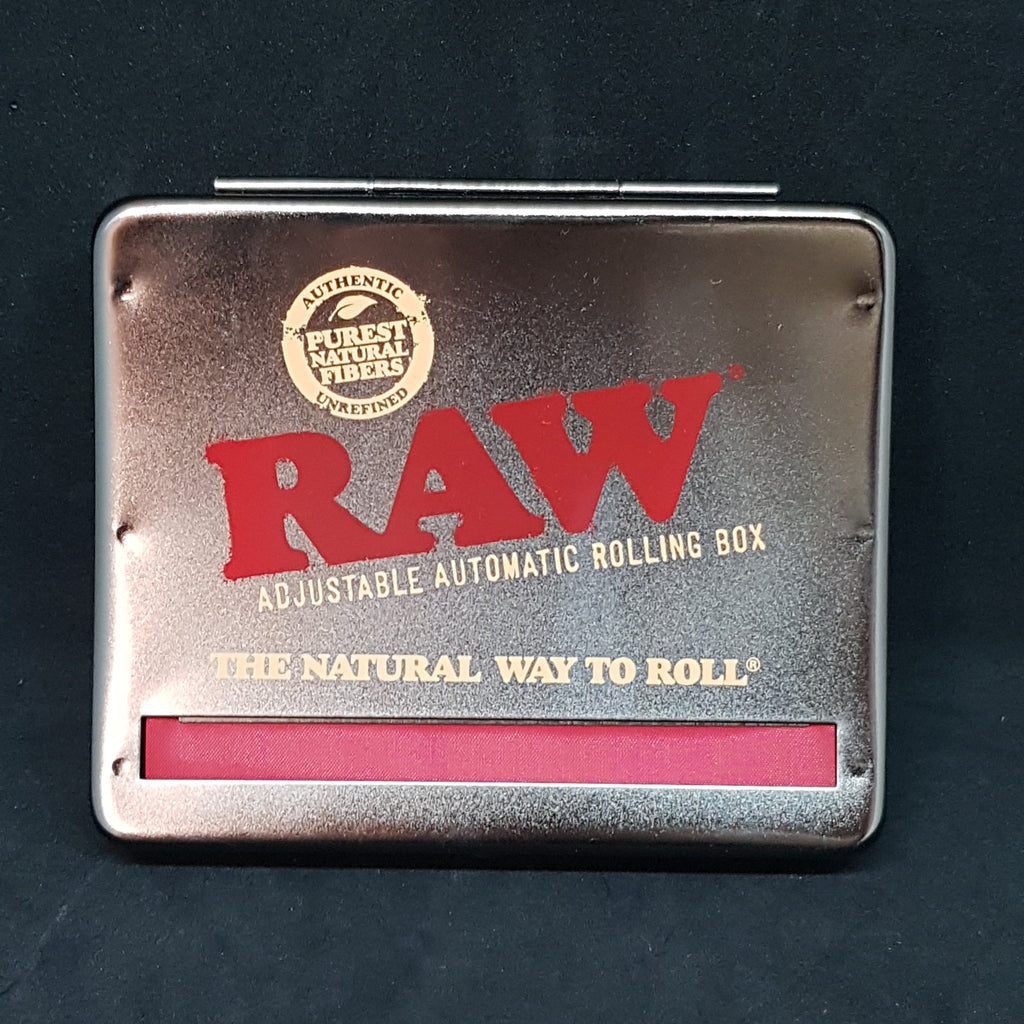 AUTHENTIC
PUREST
NATURAL
FIBERS
UNREFINED
RAW®
ADJUSTABLE AUTOMATIC ROLLING BOX
THE NATURAL WAY TO ROLL®